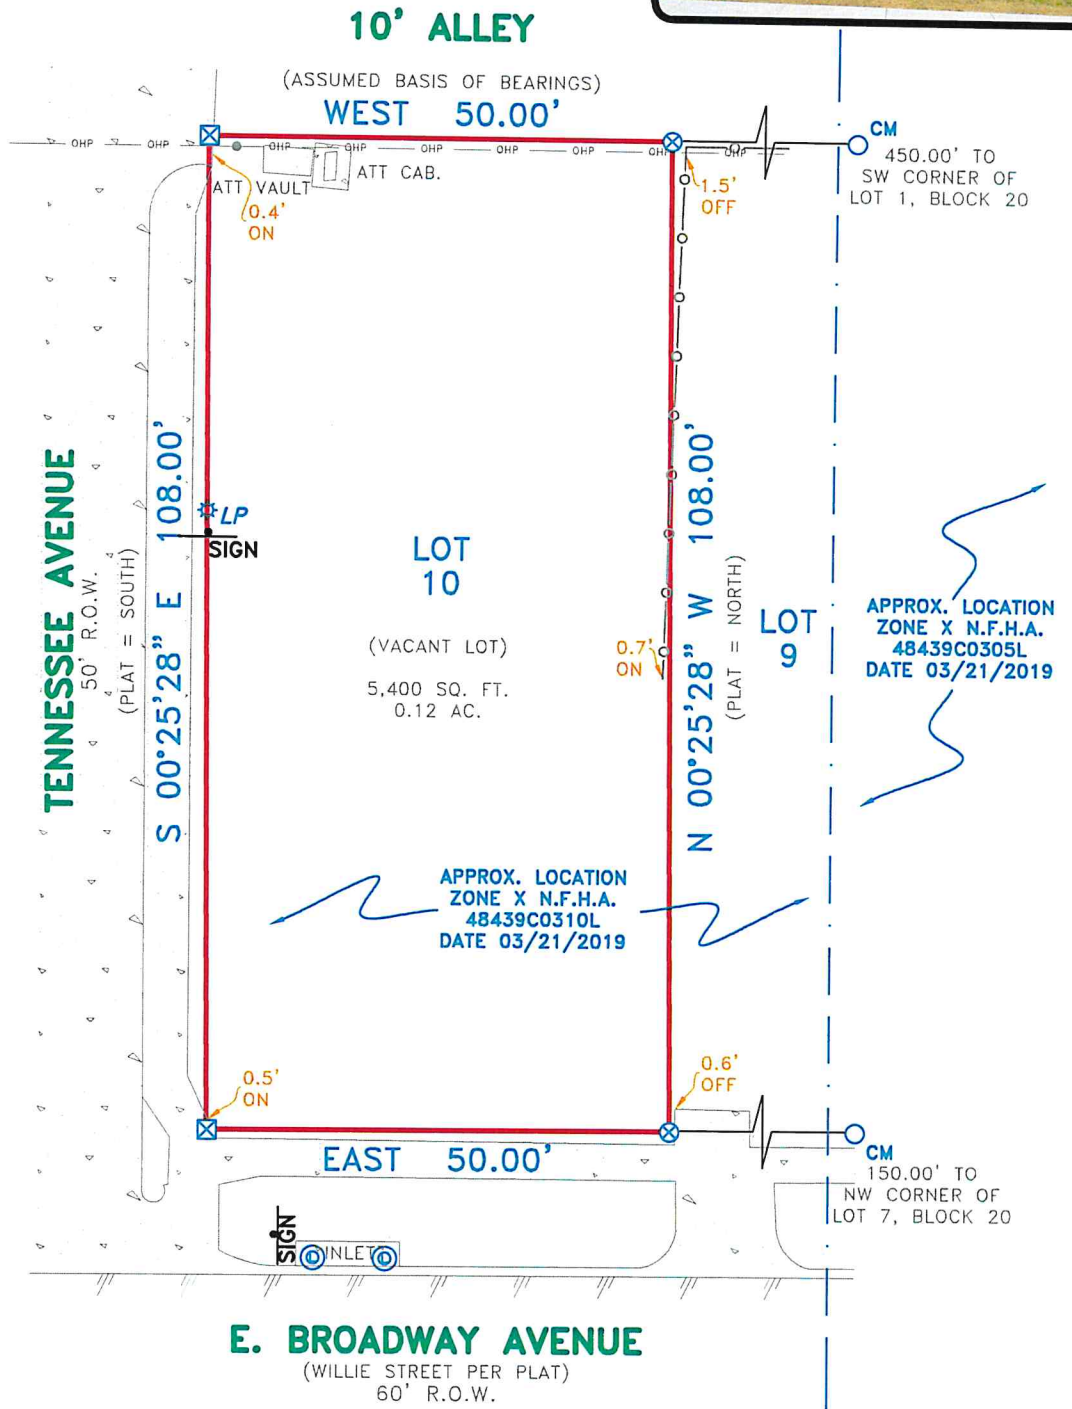 10' ALLEY
(ASSUMED BASIS OF BEARINGS)
WEST 50.00'
OHP OHP OHP OHP OHP OHP OHP OHP
CM
450.00' TO
SW CORNER OF
LOT 1, BLOCK 20
ATT VAULT
ATT CAB.
0.4'
ON
1.5'
OFF
TENNESSEE AVENUE
50' R.O.W.
(PLAT = SOUTH)
S 00°25'28" E 108.00'
LP
SIGN
LOT
10
(VACANT LOT)
5,400 SQ. FT.
0.12 AC.
0.7'
ON
N 00°25'28" W 108.00'
(PLAT = NORTH)
LOT
9
APPROX. LOCATION
ZONE X N.F.H.A.
48439C0305L
DATE 03/21/2019
APPROX. LOCATION
ZONE X N.F.H.A.
48439C0310L
DATE 03/21/2019
0.5'
ON
0.6'
OFF
EAST 50.00'
CM
150.00' TO
NW CORNER OF
LOT 7, BLOCK 20
SIGN
D INLET D
E. BROADWAY AVENUE
(WILLIE STREET PER PLAT)
60' R.O.W.